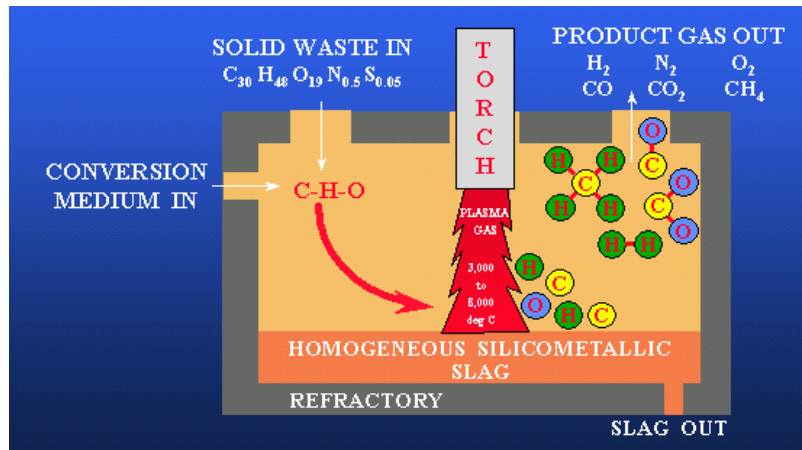 SOLID WASTE IN
C30 H48 O19 N0.5 S0.05
TORCH
PRODUCT GAS OUT
H2 N2 O2
CO CO2 CH4
CONVERSION
MEDIUM IN
C-H-O
PLASMA
GAS
3,000
to
8,000
deg C
O
C
H H
C
H H
O
C
O
H H
H
C
O
H C
HOMOGENEOUS SILICOMETALLIC
SLAG
REFRACTORY
SLAG OUT